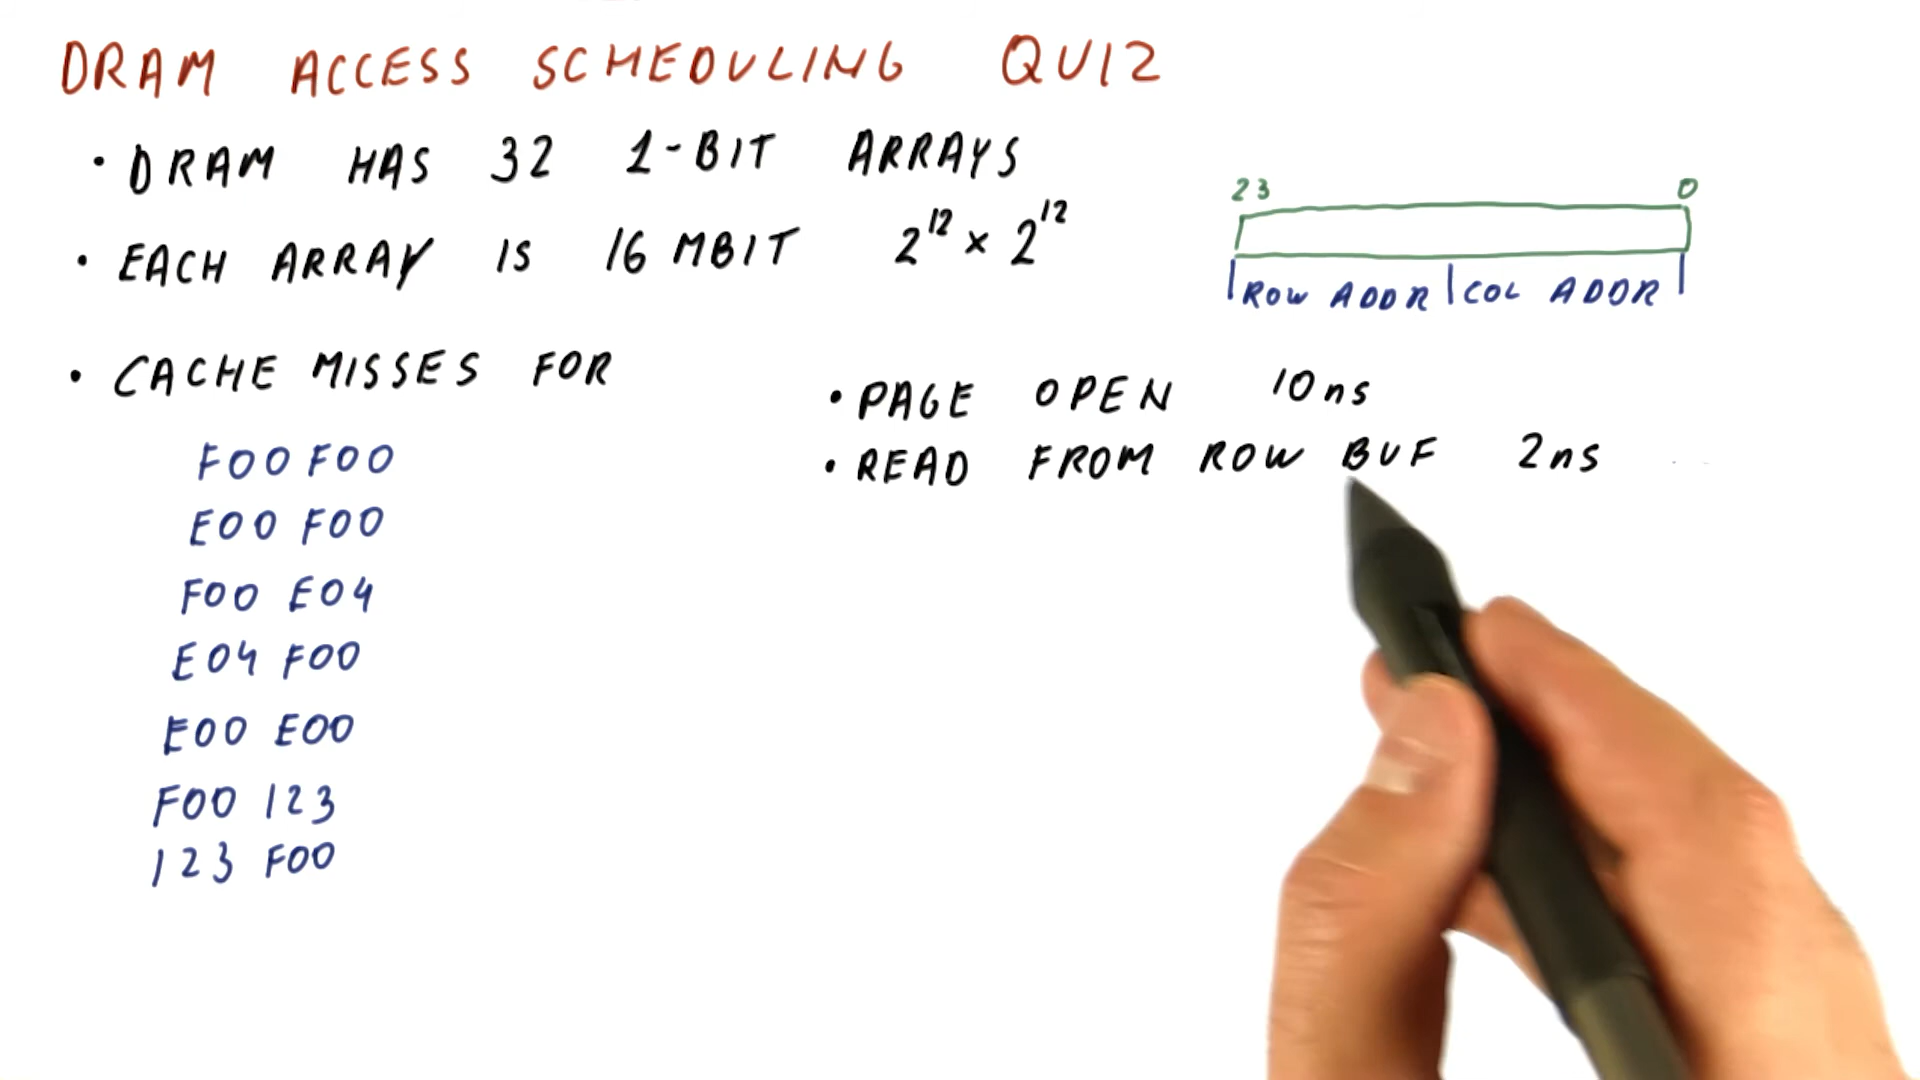 DRAM ACCESS SCHEDULING QUIZ
• DRAM HAS 32 1-BIT ARRAYS
• EACH ARRAY IS 16 MBIT 2^12 × 2^12
23 0
ROW ADDR COL ADDR
• CACHE MISSES FOR
F00 F00
E00 F00
F00 E04
E04 F00
E00 E00
F00 123
123 F00
• PAGE OPEN 10ns
• READ FROM ROW BUF 2ns